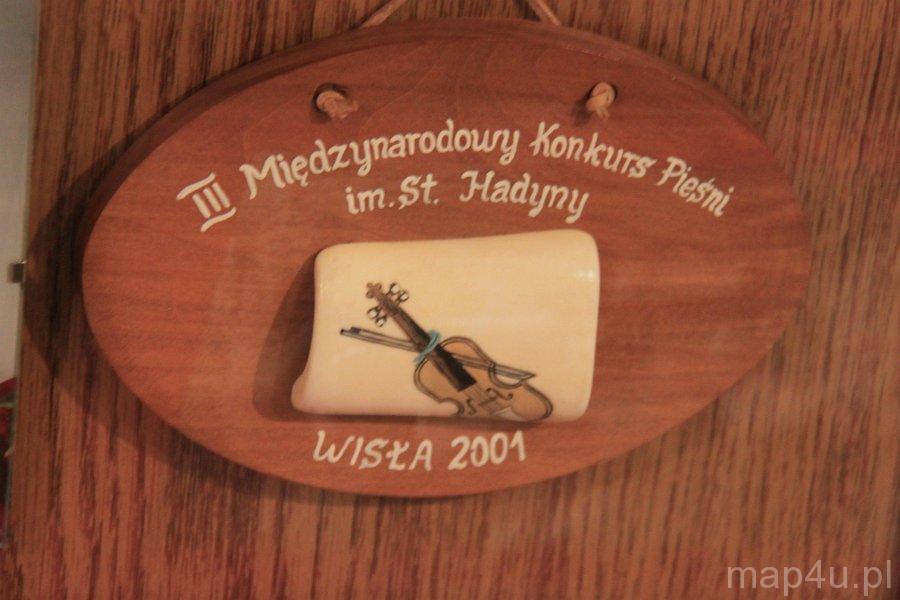 III Międzynarodowy Konkurs Pieśni
im. St. Hadyny
WISŁA 2001
map4u.pl